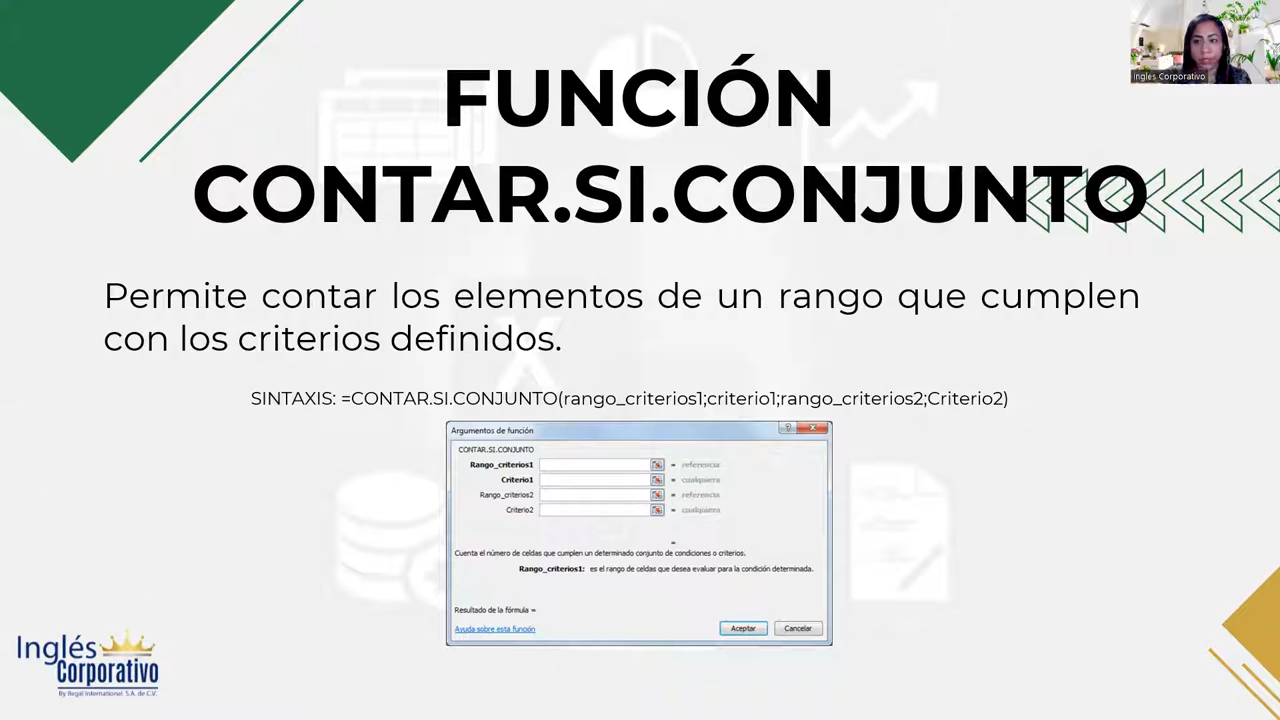 Inglés Corporativo
FUNCIÓN
CONTAR.SI.CONJUNTO
Permite contar los elementos de un rango que cumplen
con los criterios definidos.
SINTAXIS: =CONTAR.SI.CONJUNTO(rango_criterios1;criterio1;rango_criterios2;Criterio2)
Argumentos de función
CONTAR.SI.CONJUNTO
Rango_criterios1 = referencia
Criterio1 = cualquiera
Rango_criterios2 = referencia
Criterio2 = cualquiera
=
Cuenta el número de celdas que cumplen un determinado conjunto de condiciones o criterios.
Rango_criterios1: es el rango de celdas que desea evaluar para la condición determinada.
Resultado de la fórmula =
Ayuda sobre esta función
Aceptar Cancelar
Inglés
Corporativo
By Regal International. S.A. de C.V.